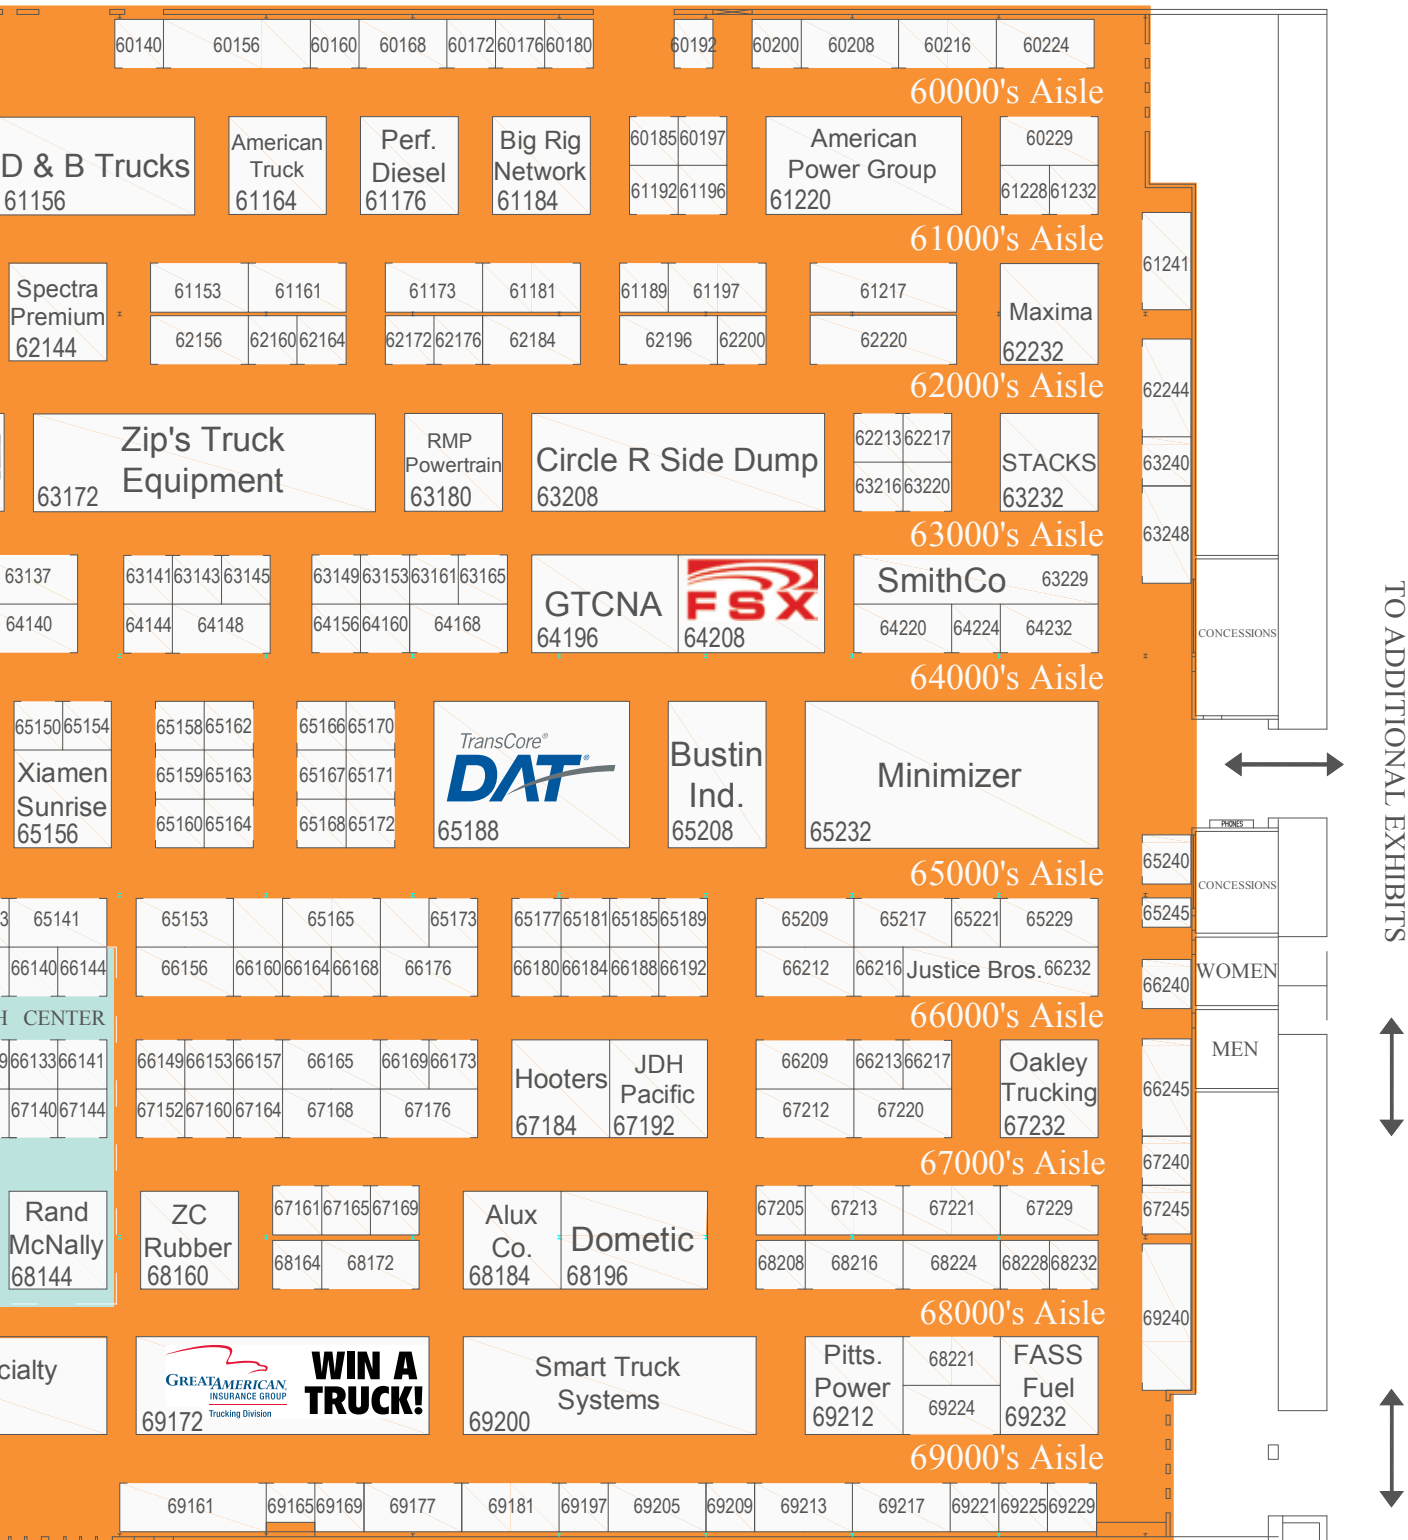 60140 60156 60160 60168 60172 60176 60180 60192 60200 60208 60216 60224
60000's Aisle
D & B Trucks
61156
American
Truck
61164
Perf.
Diesel
61176
Big Rig
Network
61184
60185 60197
61192 61196
American
Power Group
61220
60229
61228 61232
61000's Aisle
61241
Spectra
Premium
62144
61153 61161
62156 62160 62164
61173 61181
62172 62176 62184
61189 61197
62196 62200
61217
62220
Maxima
62232
62000's Aisle
62244
63240
63248
Zip's Truck
Equipment
63172
RMP
Powertrain
63180
Circle R Side Dump
63208
62213 62217
63216 63220
STACKS
63232
63000's Aisle
63137
64140
63141 63143 63145
64144 64148
63149 63153 63161 63165
64156 64160 64168
GTCNA
64196
FSX
64208
SmithCo 63229
64220 64224 64232
CONCESSIONS
64000's Aisle
TO ADDITIONAL EXHIBITS
65150 65154
Xiamen
Sunrise
65156
65158 65162
65159 65163
65160 65164
65166 65170
65167 65171
65168 65172
TransCore®
DAT®
65188
Bustin
Ind.
65208
Minimizer
65232
PHONES
65000's Aisle
65240
CONCESSIONS
65245
3 65141
66140 66144
65153 65165 65173
66156 66160 66164 66168 66176
65177 65181 65185 65189
66180 66184 66188 66192
65209 65217 65221 65229
66212 66216 Justice Bros. 66232
66240
WOMEN
H CENTER
66000's Aisle
MEN
9 66133 66141
67140 67144
66149 66153 66157 66165 66169 66173
67152 67160 67164 67168 67176
Hooters
67184
JDH
Pacific
67192
66209 66213 66217
67212 67220
Oakley
Trucking
67232
66245
67000's Aisle
67240
67245
Rand
McNally
68144
ZC
Rubber
68160
67161 67165 67169
68164 68172
Alux
Co.
68184
Dometic
68196
67205 67213 67221 67229
68208 68216 68224 68228 68232
68000's Aisle
69240
cialty
GREATAMERICAN.
INSURANCE GROUP
Trucking Division
WIN A
TRUCK!
69172
Smart Truck
Systems
69200
Pitts.
Power
69212
68221
69224
FASS
Fuel
69232
69000's Aisle
69161 69165 69169 69177 69181 69197 69205 69209 69213 69217 69221 69225 69229